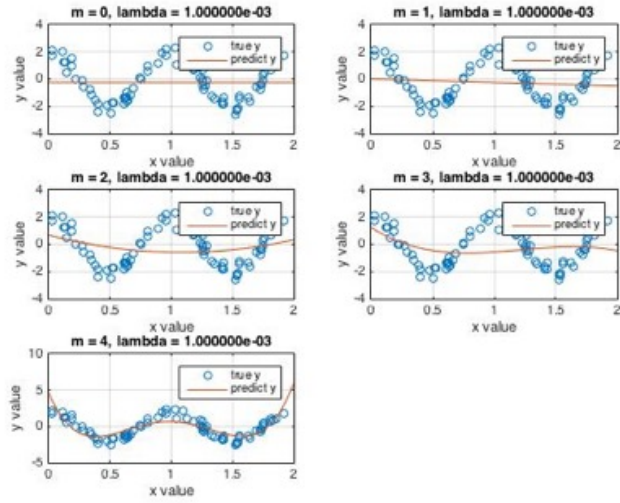 m = 0, lambda = 1.000000e-03
4
2
0
-2
-4
y value
true y
predict y
0
0.5
1
1.5
2
x value
m = 1, lambda = 1.000000e-03
4
2
0
-2
-4
y value
true y
predict y
0
0.5
1
1.5
2
x value
m = 2, lambda = 1.000000e-03
4
2
0
-2
-4
y value
true y
predict y
0
0.5
1
1.5
2
x value
m = 3, lambda = 1.000000e-03
4
2
0
-2
-4
y value
true y
predict y
0
0.5
1
1.5
2
x value
m = 4, lambda = 1.000000e-03
10
5
0
-5
y value
true y
predict y
0
0.5
1
1.5
2
x value